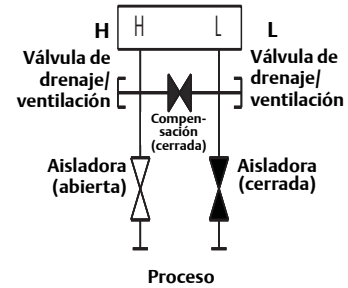 H H L L
Válvula de
drenaje/
ventilación
Válvula de
drenaje/
ventilación
Compen-
sación
(cerrada)
Aisladora
(abierta)
Aisladora
(cerrada)
Proceso